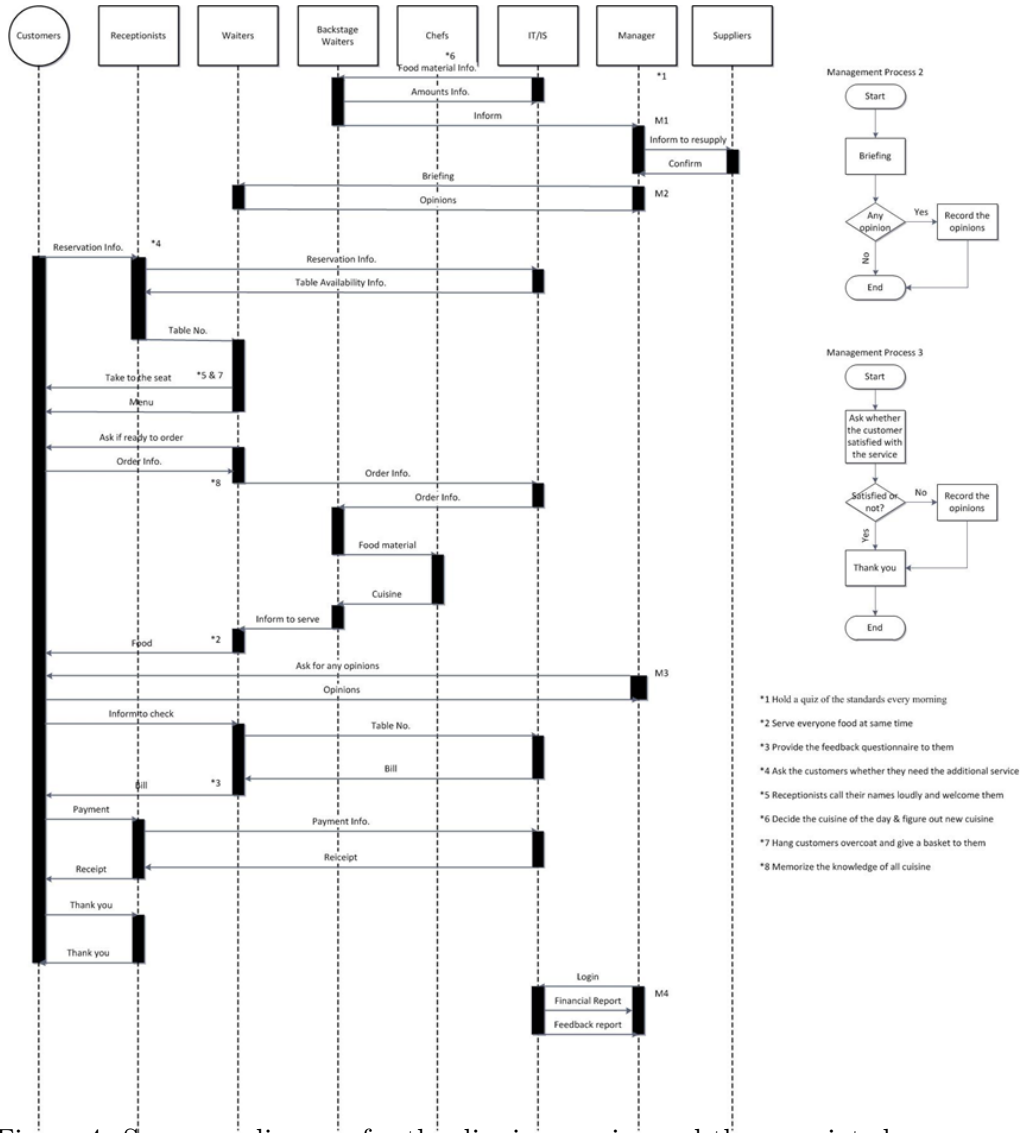 Customers
Receptionists
Waiters
Backstage
Waiters
Chefs
IT/IS
Manager
Suppliers
*6
Food material Info.
*1
Amounts Info.
Inform
M1
Inform to resupply
Confirm
Briefing
M2
Opinions
Reservation Info.
*4
Reservation Info.
Table Availability Info.
Table No.
Take to the seat
*5 & 7
Menu
Ask if ready to order
Order Info.
*8
Order Info.
Order Info.
Food material
Cuisine
Inform to serve
Food
*2
Ask for any opinions
M3
Opinions
Inform to check
Table No.
Bill
Bill
*3
Payment
Payment Info.
Reiceipt
Receipt
Thank you
Thank you
Login
M4
Financial Report
Feedback report
Management Process 2
Start
Briefing
Any
opinion
Yes
Record the
opinions
No
End
Management Process 3
Start
Ask whether
the customer
satisfied with
the service
Satisfied or
not?
No
Record the
opinions
Yes
Thank you
End
*1 Hold a quiz of the standards every morning
*2 Serve everyone food at same time
*3 Provide the feedback questionnaire to them
*4 Ask the customers whether they need the additional service
*5 Receptionists call their names loudly and welcome them
*6 Decide the cuisine of the day & figure out new cuisine
*7 Hang customers overcoat and give a basket to them
*8 Memorize the knowledge of all cuisine